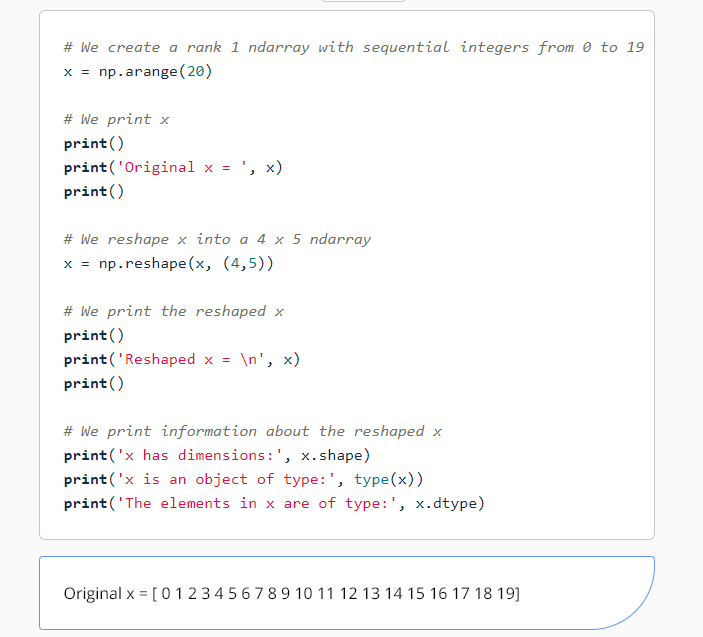 # We create a rank 1 ndarray with sequential integers from 0 to 19
x = np.arange(20)
# We print x
print()
print('Original x = ', x)
print()
# We reshape x into a 4 x 5 ndarray
x = np.reshape(x, (4,5))
# We print the reshaped x
print()
print('Reshaped x = \n', x)
print()
# We print information about the reshaped x
print('x has dimensions:', x.shape)
print('x is an object of type:', type(x))
print('The elements in x are of type:', x.dtype)
Original x = [ 0 1 2 3 4 5 6 7 8 9 10 11 12 13 14 15 16 17 18 19]